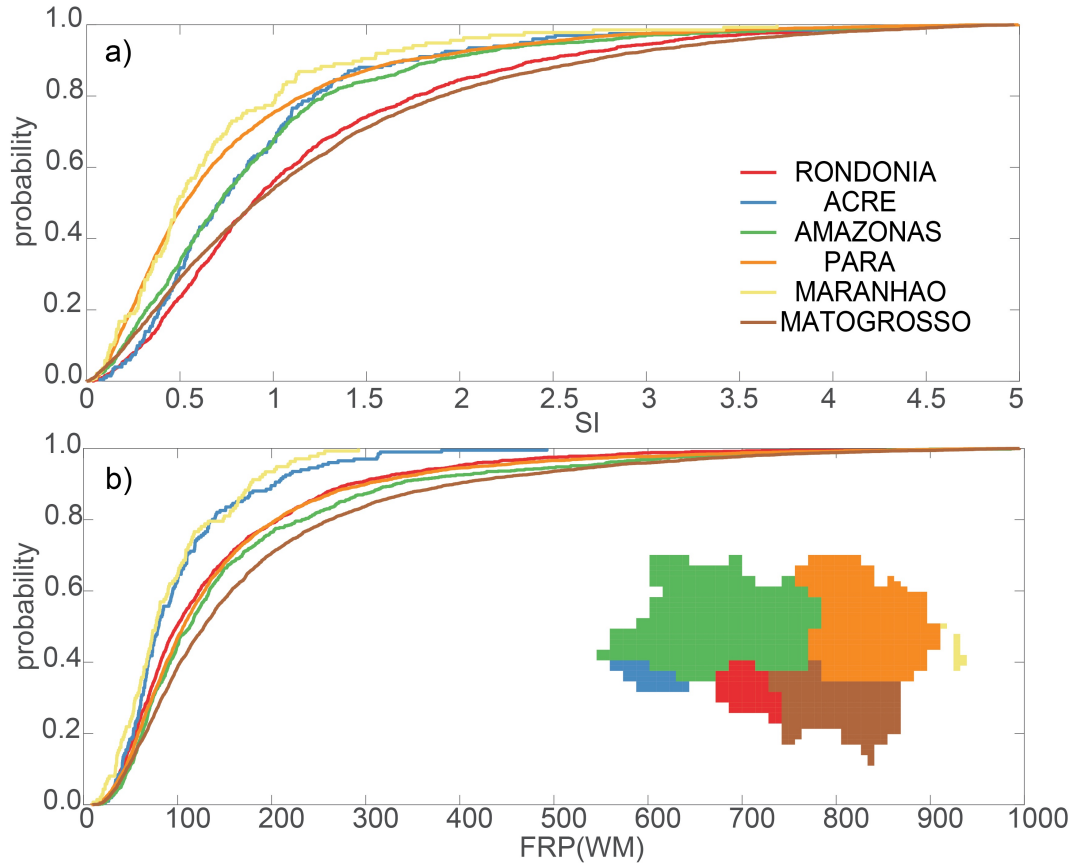 1.0
a)
0.8
0.6
0.4
0.2
0.0
probability
RONDONIA
ACRE
AMAZONAS
PARA
MARANHAO
MATOGROSSO
0 0.5 1 1.5 2 2.5 3 3.5 4 4.5 5
SI
1.0
b)
0.8
0.6
0.4
0.2
0.0
probability
0 100 200 300 400 500 600 700 800 900 1000
FRP(WM)